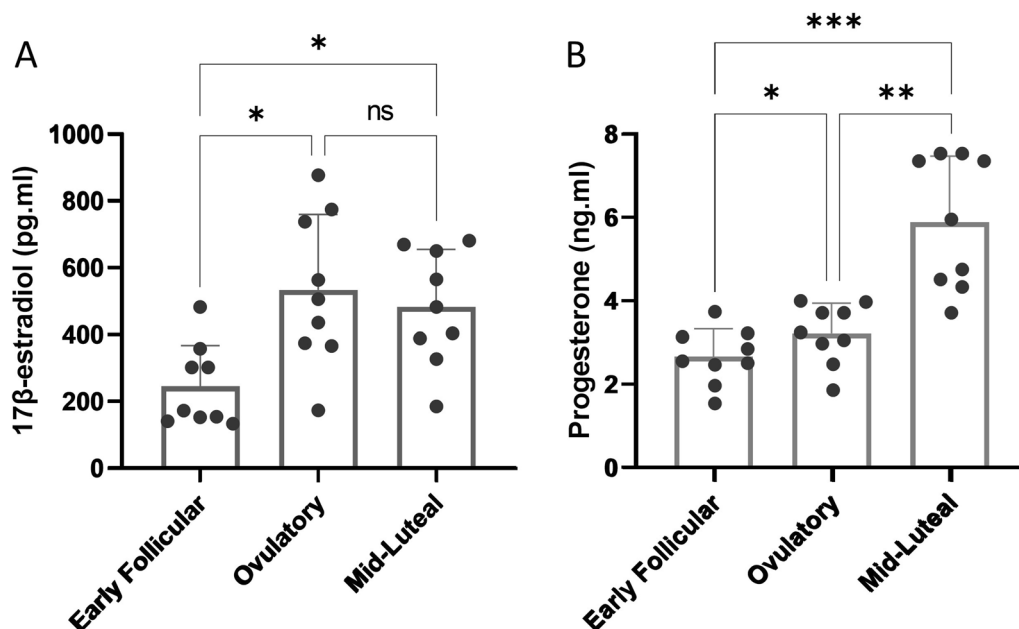 A
*
*
ns
17β-estradiol (pg.ml)
1000
800
600
400
200
0
Early Follicular
Ovulatory
Mid-Luteal
B
***
*
**
Progesterone (ng.ml)
8
6
4
2
0
Early Follicular
Ovulatory
Mid-Luteal